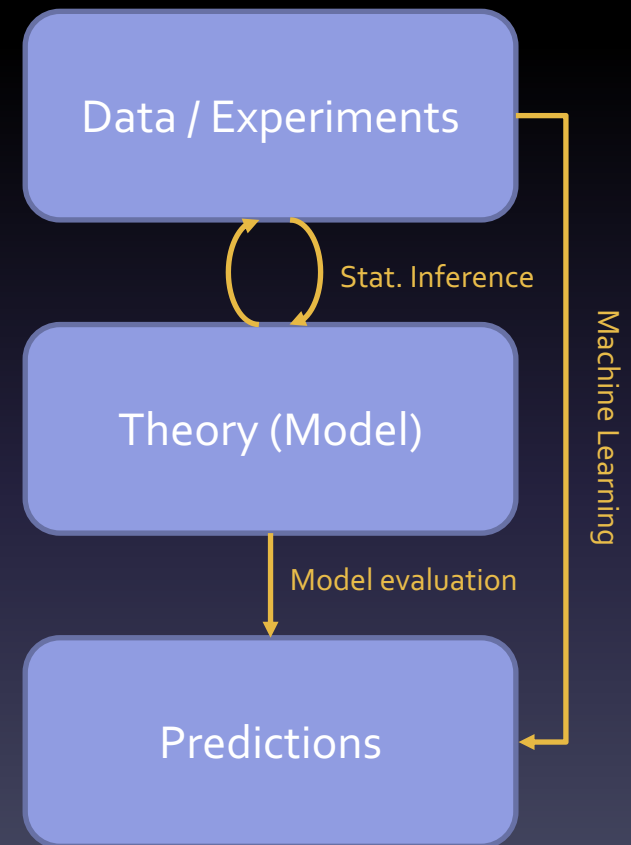 Data / Experiments
Stat. Inference
Theory (Model)
Machine Learning
Model evaluation
Predictions